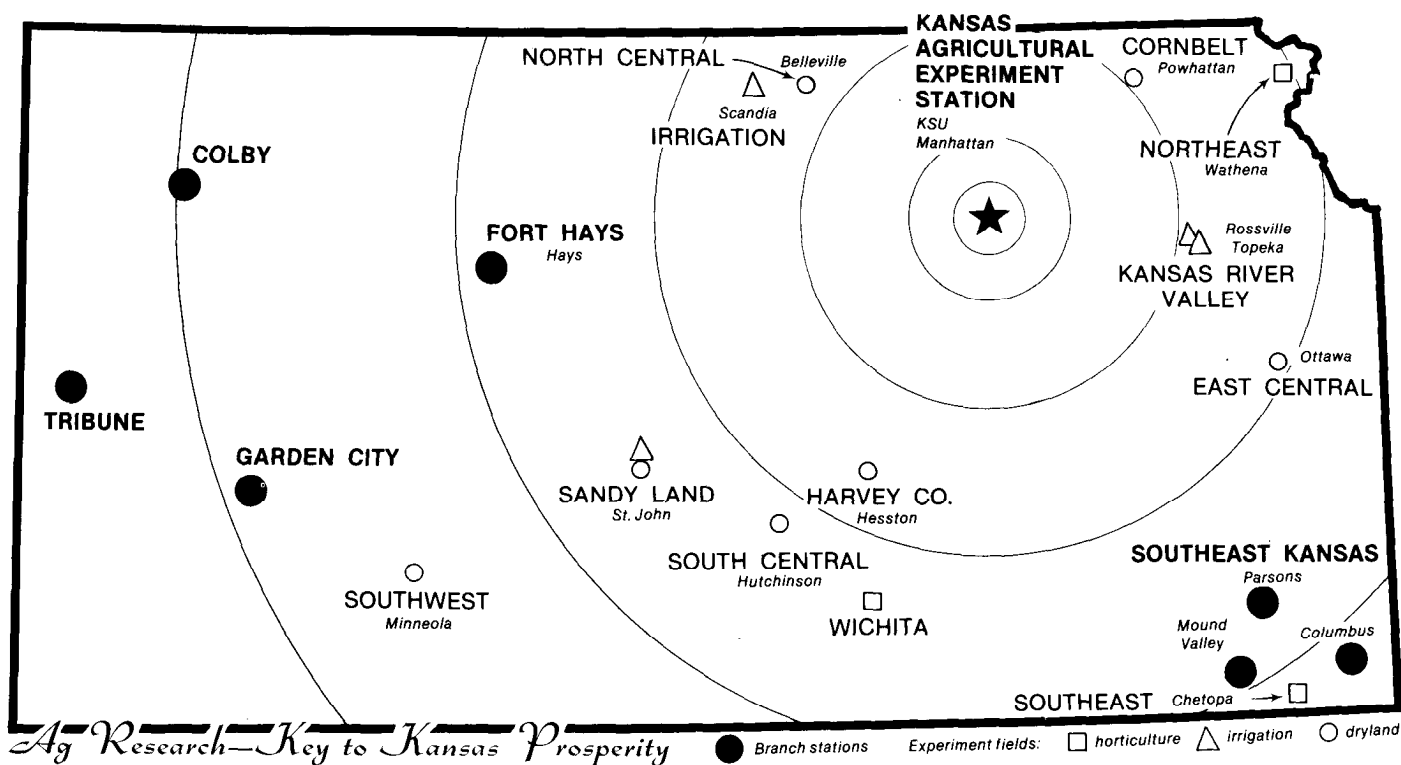 KANSAS
AGRICULTURAL
EXPERIMENT
STATION
KSU
Manhattan
NORTH CENTRAL
Belleville
Scandia
IRRIGATION
CORNBELT
Powhattan
NORTHEAST
Wathena
COLBY
FORT HAYS
Hays
Rossville
Topeka
KANSAS RIVER
VALLEY
Ottawa
EAST CENTRAL
TRIBUNE
GARDEN CITY
SANDY LAND
St. John
HARVEY CO.
Hesston
SOUTH CENTRAL
Hutchinson
SOUTHWEST
Minneola
WICHITA
SOUTHEAST KANSAS
Parsons
Mound
Valley
Columbus
SOUTHEAST Chetopa
Ag Research—Key to Kansas Prosperity
Branch stations Experiment fields: horticulture irrigation dryland